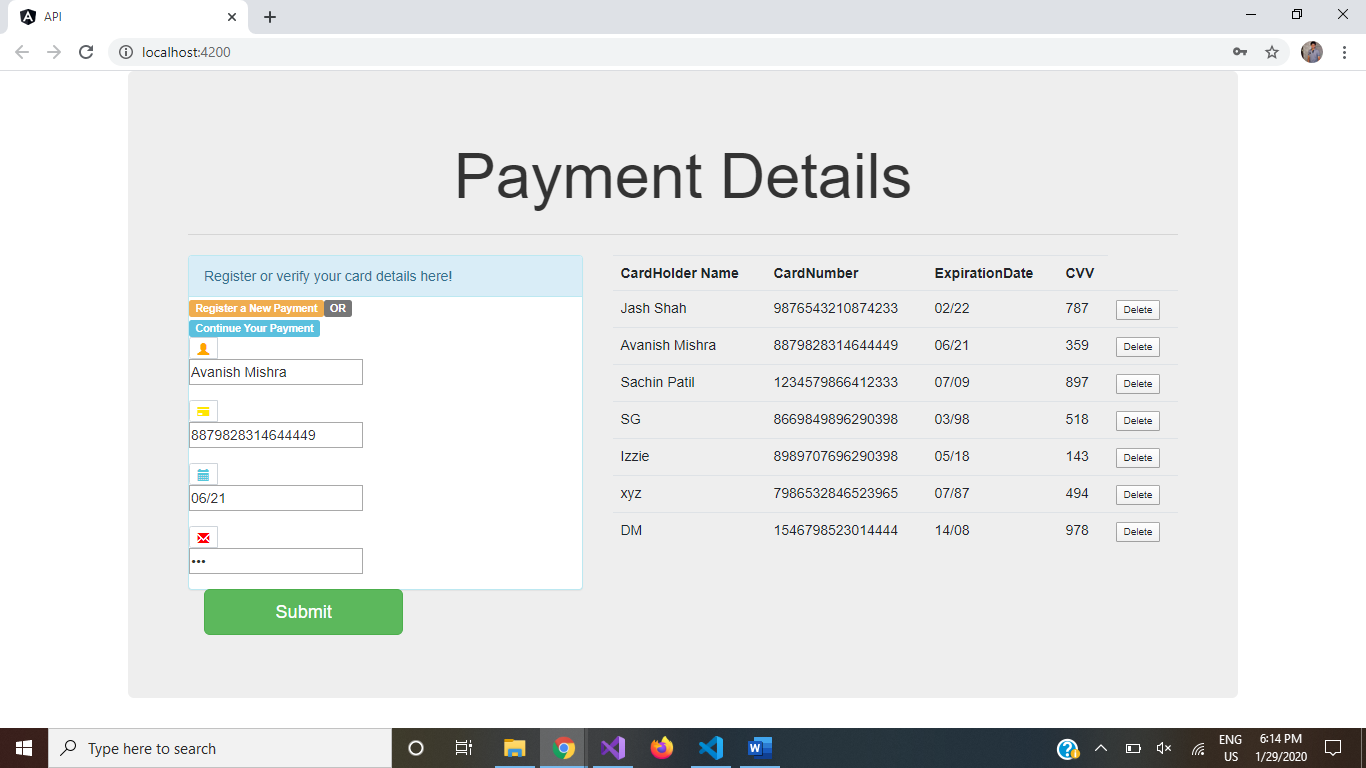 API
localhost:4200
Payment Details
Register or verify your card details here!
Register a New Payment OR
Continue Your Payment
Avanish Mishra
8879828314644449
06/21
•••
Submit
CardHolder Name CardNumber ExpirationDate CVV
Jash Shah 9876543210874233 02/22 787 Delete
Avanish Mishra 8879828314644449 06/21 359 Delete
Sachin Patil 1234579866412333 07/09 897 Delete
SG 8669849896290398 03/98 518 Delete
Izzie 8989707696290398 05/18 143 Delete
xyz 7986532846523965 07/87 494 Delete
DM 1546798523014444 14/08 978 Delete
Type here to search
ENG
US
6:14 PM
1/29/2020